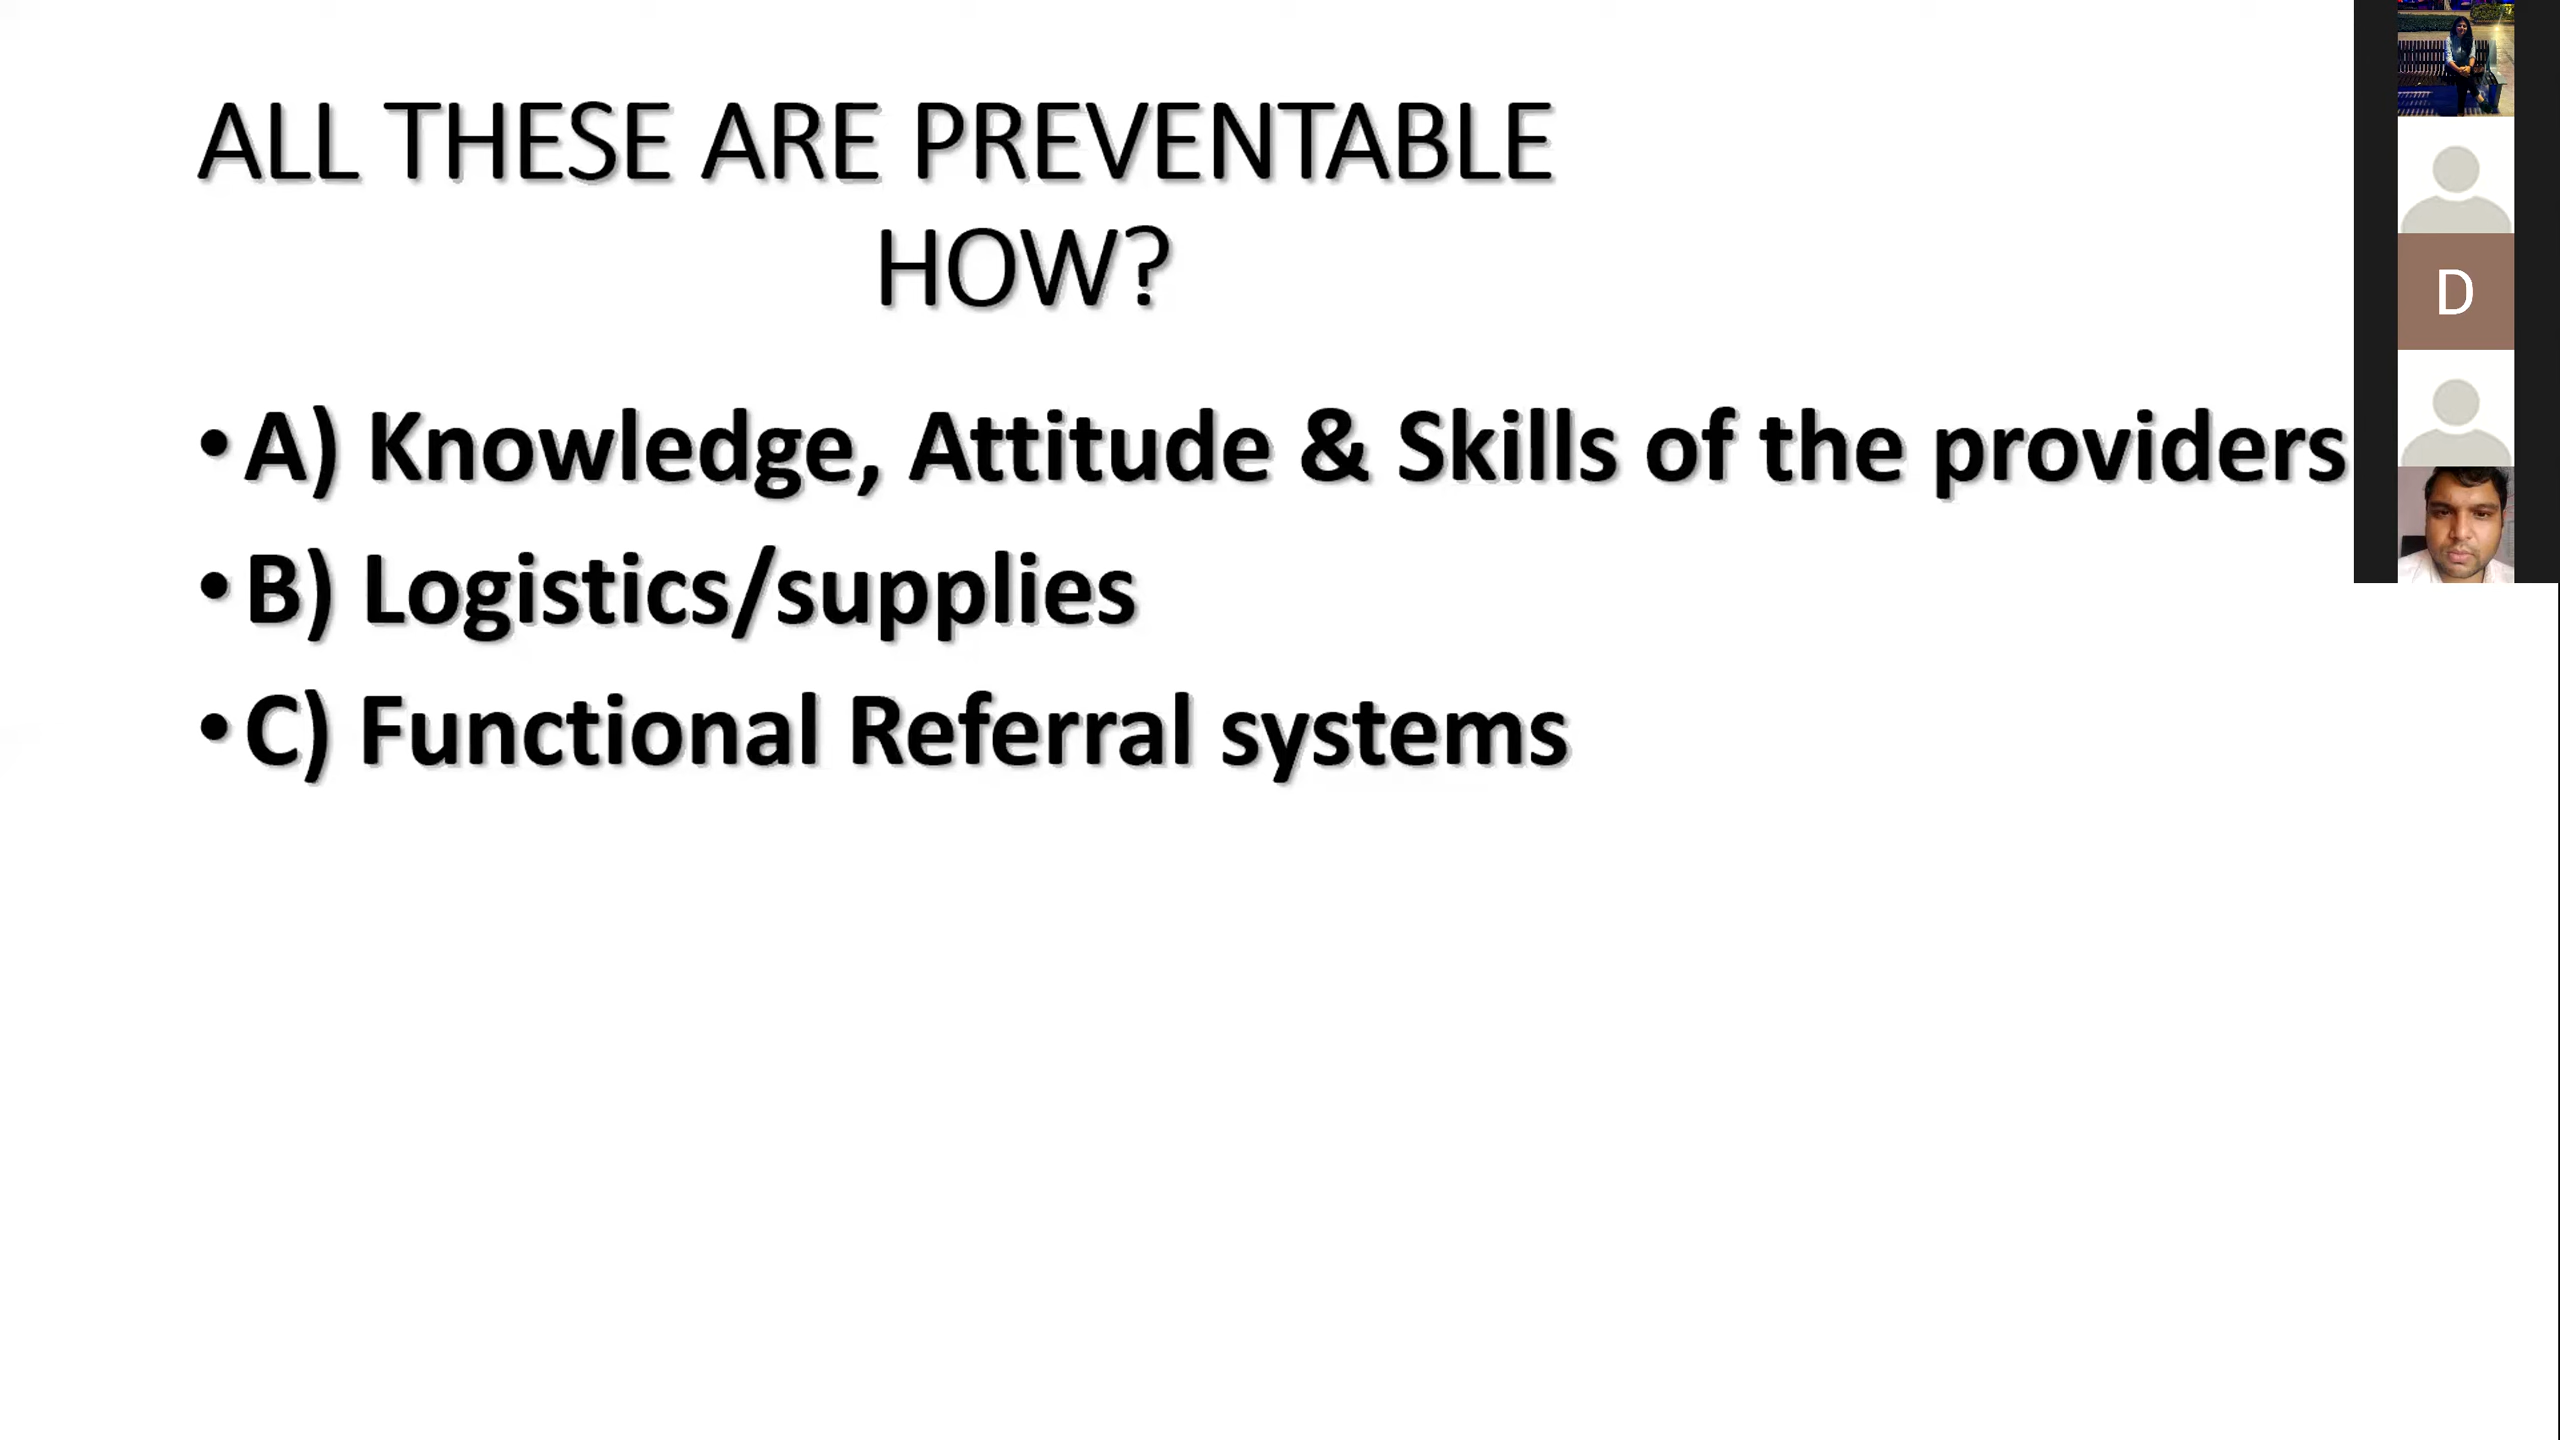 ALL THESE ARE PREVENTABLE
HOW?
•A) Knowledge, Attitude & Skills of the providers
•B) Logistics/supplies
•C) Functional Referral systems
D